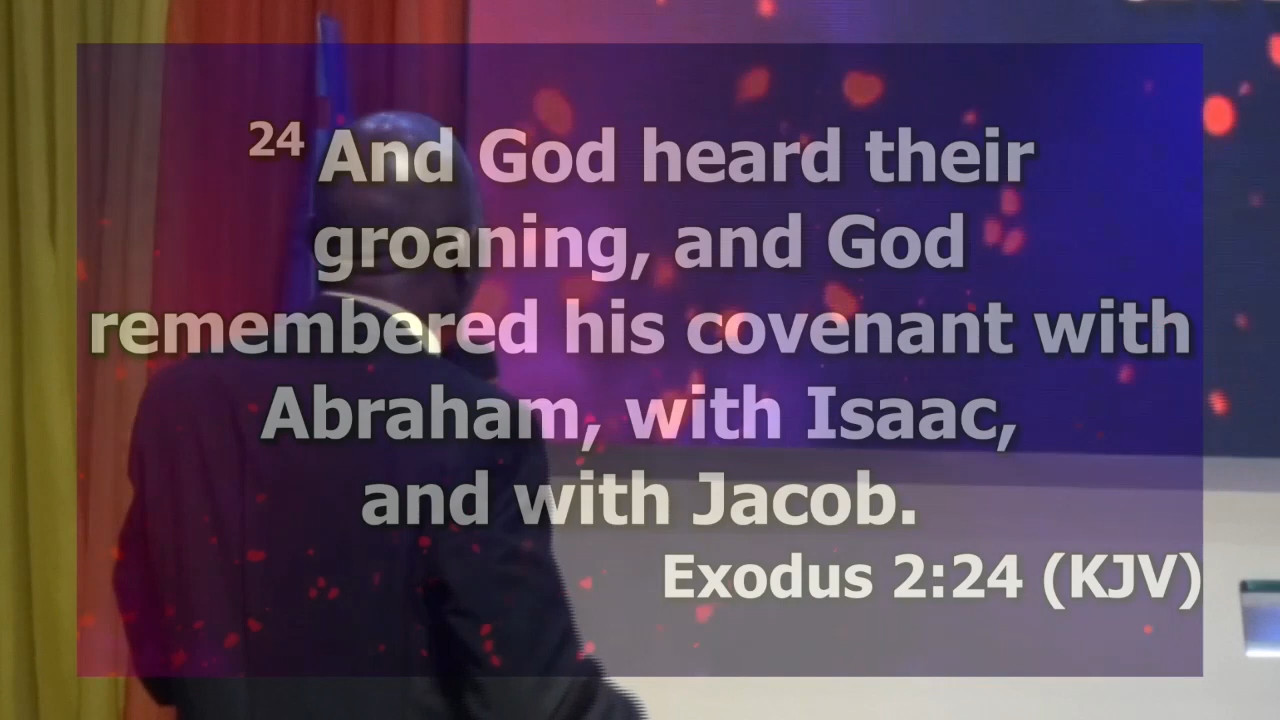 24 And God heard their
groaning, and God
remembered his covenant with
Abraham, with Isaac,
and with Jacob.
Exodus 2:24 (KJV)